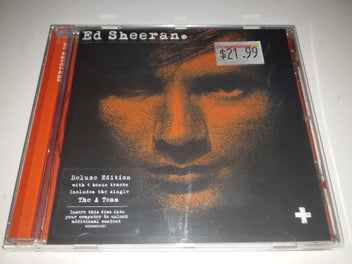 Ed Sheeran.
$21.99
Deluxe Edition
with 4 bonus tracks
Includes the single
The A Team
Insert this disc into
your computer to unlock
additional content